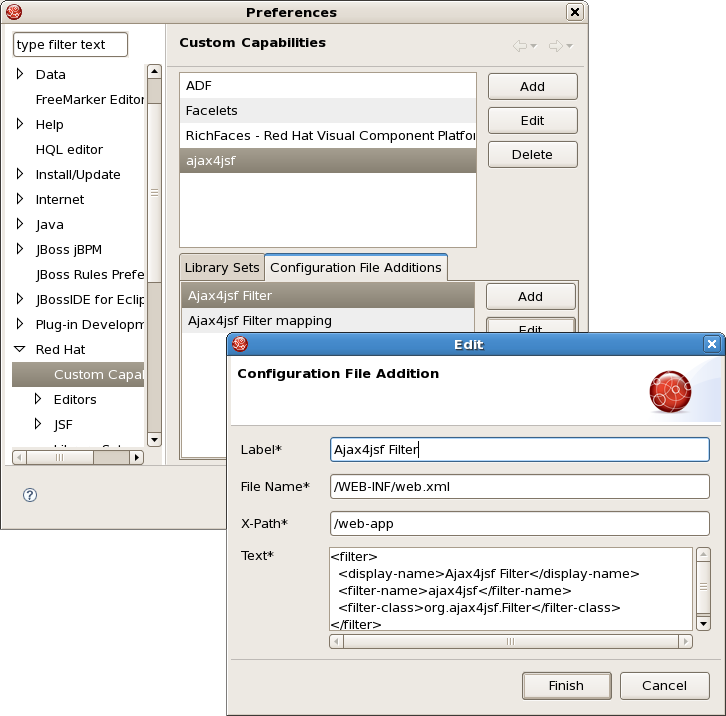 Preferences
type filter text
Data
FreeMarker Editor
Help
HQL editor
Install/Update
Internet
Java
JBoss jBPM
JBoss Rules Prefe
JBossIDE for Eclip
Plug-in Developm
Red Hat
Custom Capal
Editors
JSF
Custom Capabilities
ADF
Facelets
RichFaces - Red Hat Visual Component Platfor
ajax4jsf
Add
Edit
Delete
Library Sets
Configuration File Additions
Ajax4jsf Filter
Ajax4jsf Filter mapping
Add
Edit
Edit
Configuration File Addition
Label*
Ajax4jsf Filter
File Name*
/WEB-INF/web.xml
X-Path*
/web-app
Text*
<filter>
<display-name>Ajax4jsf Filter</display-name>
<filter-name>ajax4jsf</filter-name>
<filter-class>org.ajax4jsf.Filter</filter-class>
</filter>
Finish
Cancel